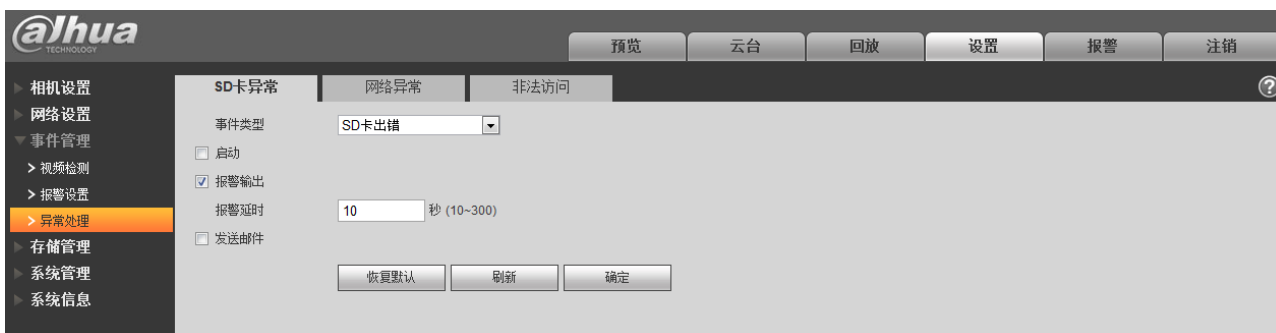 alhua
TECHNOLOGY
预览
云台
回放
设置
报警
注销
相机设置
网络设置
事件管理
> 视频检测
> 报警设置
> 异常处理
存储管理
系统管理
系统信息
SD卡异常
网络异常
非法访问
?
事件类型
SD卡出错
启动
报警输出
报警延时
10
秒 (10~300)
发送邮件
恢复默认
刷新
确定